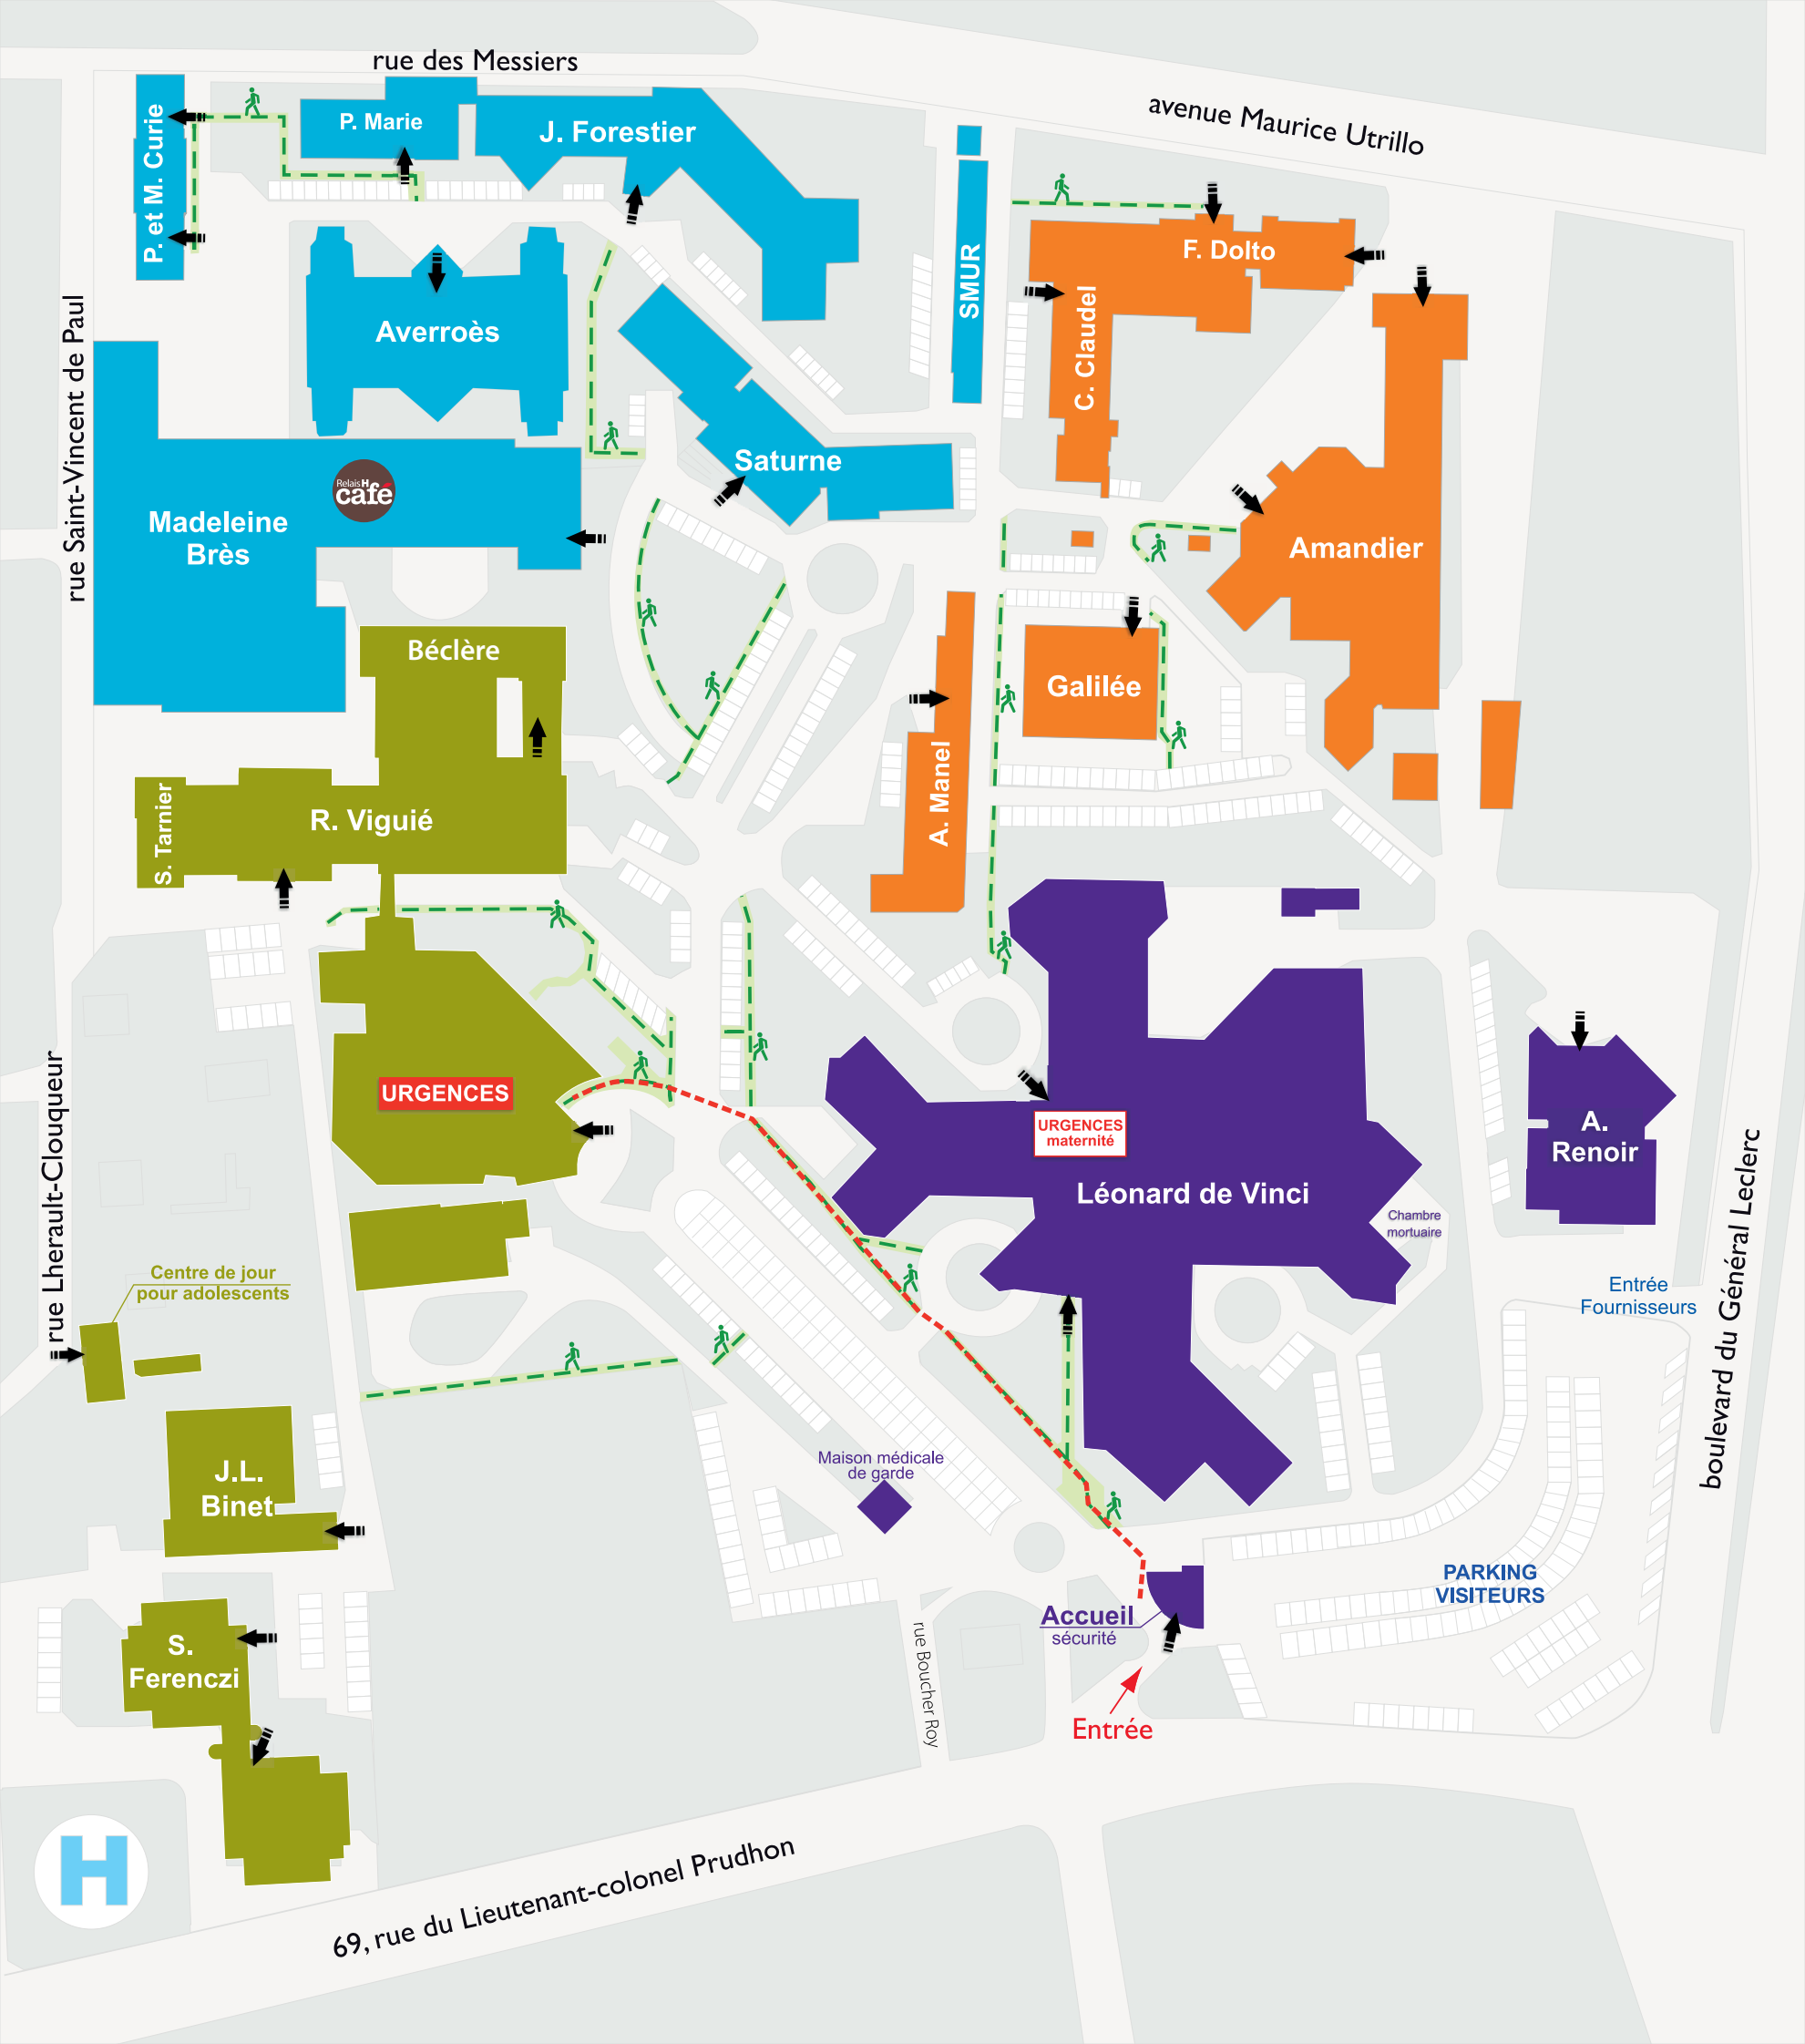 rue des Messiers
avenue Maurice Utrillo
P. et M. Curie
P. Marie
J. Forestier
SMUR
F. Dolto
C. Claudel
Averroès
rue Saint-Vincent de Paul
Saturne
RelaisH
café
Madeleine
Brès
Amandier
Béclère
Galilée
A. Manel
S. Tarnier
R. Viguié
URGENCES
URGENCES
maternité
A.
Renoir
Léonard de Vinci
Chambre
mortuaire
rue Lherault-Clouqueur
boulevard du Général Leclerc
Centre de jour
pour adolescents
Entrée
Fournisseurs
J.L.
Binet
Maison médicale
de garde
PARKING
VISITEURS
Accueil
sécurité
S.
Ferenczi
rue Boucher Roy
Entrée
H
69, rue du Lieutenant-colonel Prudhon